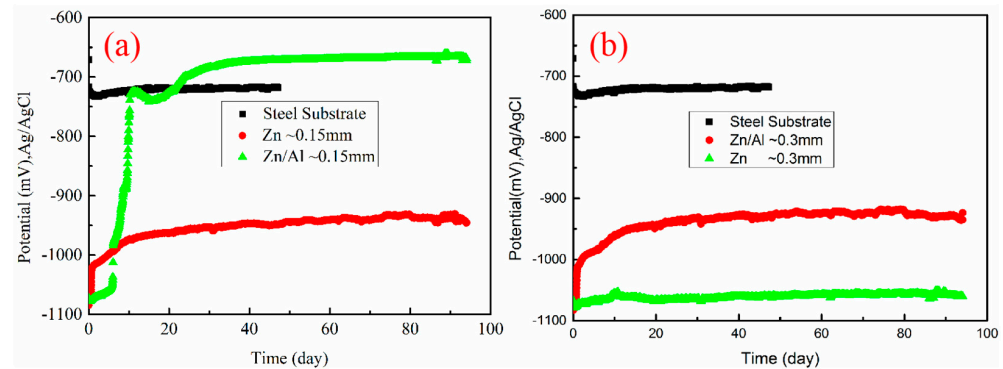 (a)
-600
-700
-800
-900
-1000
-1100
Potential (mV),Ag/AgCl
Steel Substrate
Zn ~0.15mm
Zn/Al ~0.15mm
0 20 40 60 80 100
Time (day)
(b)
-600
-700
-800
-900
-1000
-1100
Potential(mV),Ag/AgCl
Steel Substrate
Zn/Al ~0.3mm
Zn ~0.3mm
0 20 40 60 80 100
Time (day)